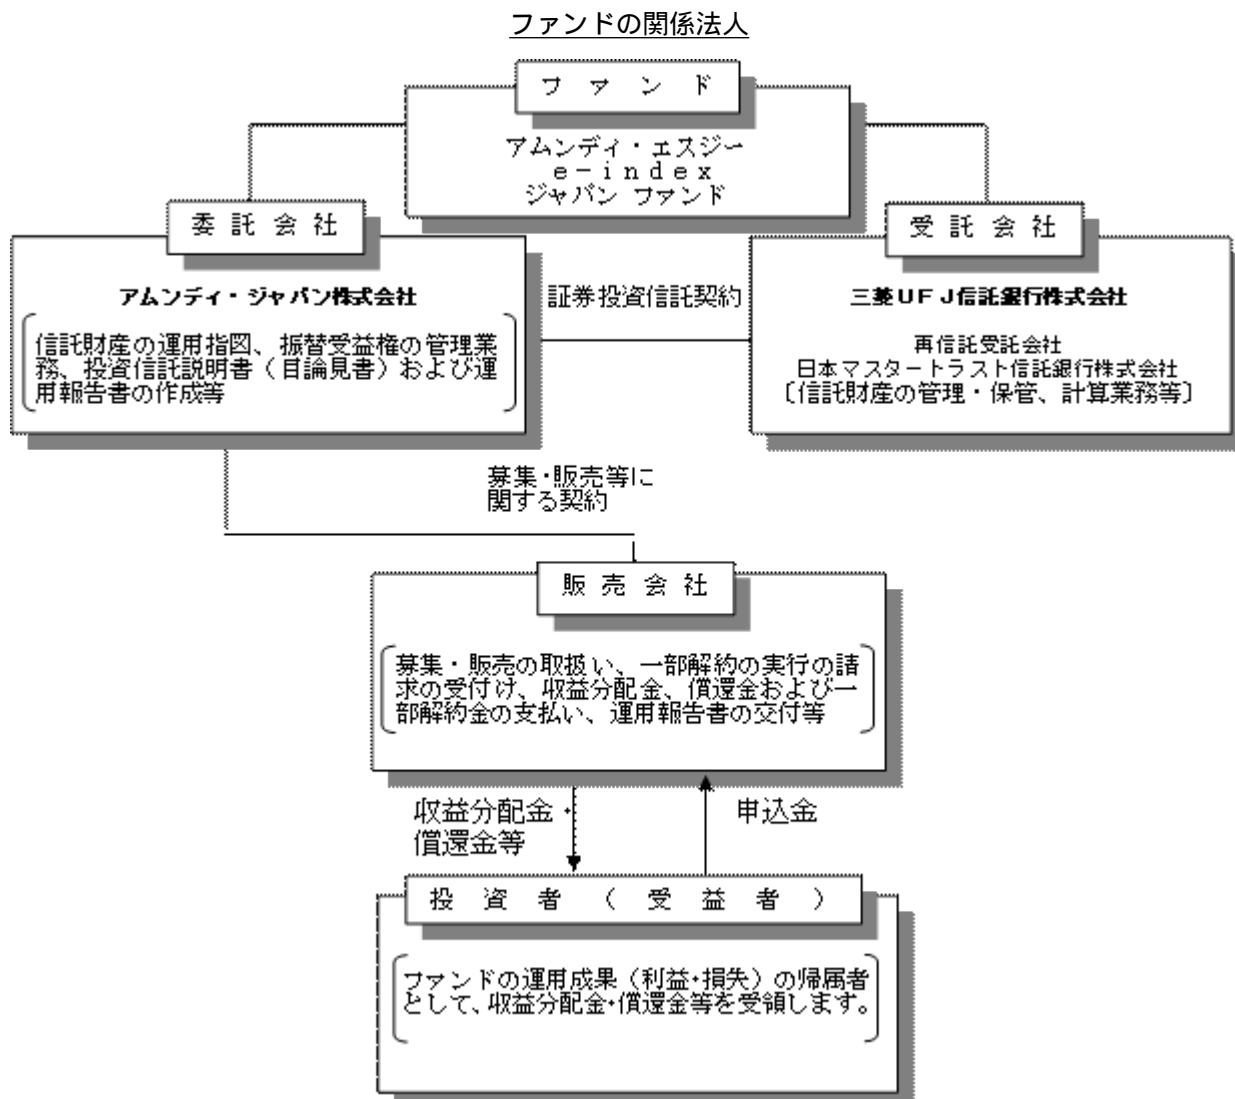 ファンドの関係法人
ファンド
アムンディ・エスジー
e-index
ジャパン ファンド
委託会社
アムンディ・ジャパン株式会社
信託財産の運用指図、振替受益権の管理業
務、投資信託説明書（目論見書）および運
用報告書の作成等
証券投資信託契約
受託会社
三菱UFJ信託銀行株式会社
再信託受託会社
日本マスタートラスト信託銀行株式会社
〔信託財産の管理・保管、計算業務等〕
募集・販売等に
関する契約
販売会社
募集・販売の取扱い、一部解約の実行の請
求の受付け、収益分配金、償還金および一
部解約金の支払い、運用報告書の交付等
収益分配金・
償還金等
申込金
投資者（受益者）
ファンドの運用成果（利益・損失）の帰属者
として、収益分配金・償還金等を受領します。